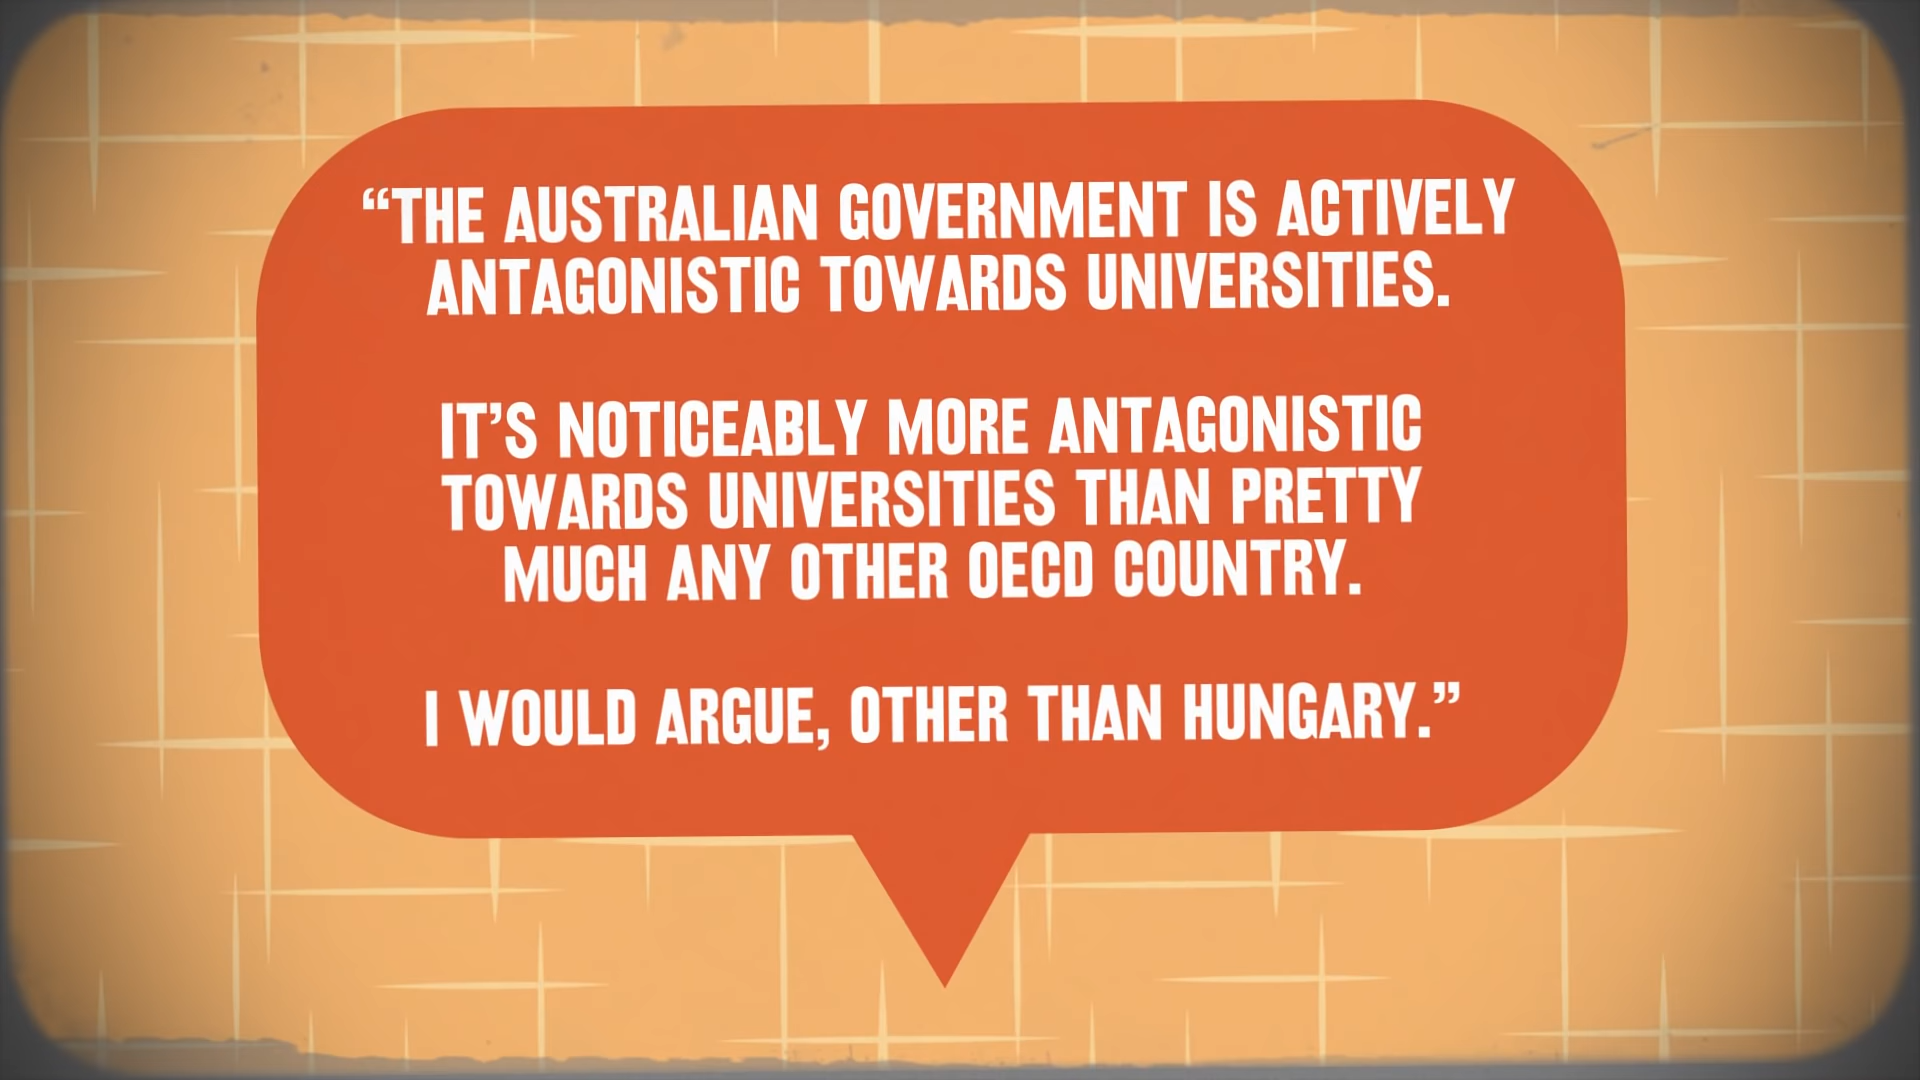 “THE AUSTRALIAN GOVERNMENT IS ACTIVELY
ANTAGONISTIC TOWARDS UNIVERSITIES.
IT’S NOTICEABLY MORE ANTAGONISTIC
TOWARDS UNIVERSITIES THAN PRETTY
MUCH ANY OTHER OECD COUNTRY.
I WOULD ARGUE, OTHER THAN HUNGARY.”